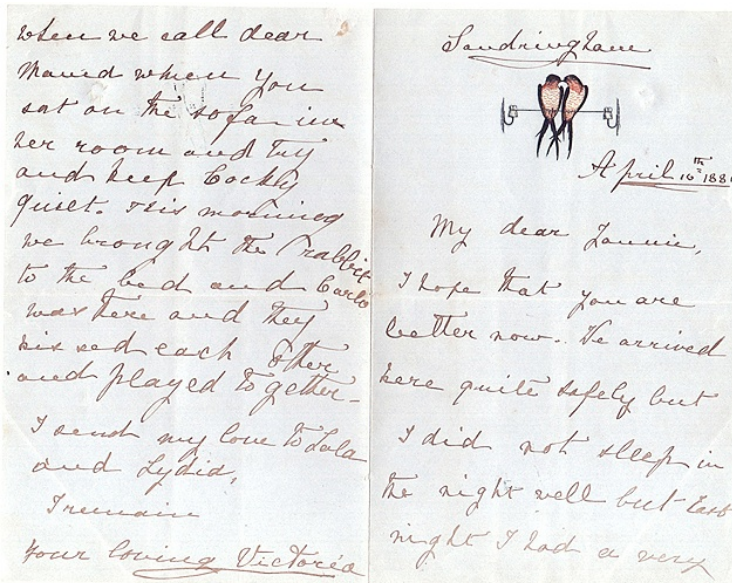 Sandringham
April 10th 188
My dear Fannie,
I hope that you are
better now. We arrived
here quite safely but
I did not sleep in
the night well but last
night I had a very
when we call dear
Maud when you
sat on the sofa in
her room and try
and keep Cocky
quiet. This morning
we brought the rabbit
to the bed and Carlo
was there and they
kissed each other
and played together-
I send my love to Lala
and Lydia,
I remain
Your loving Victoria